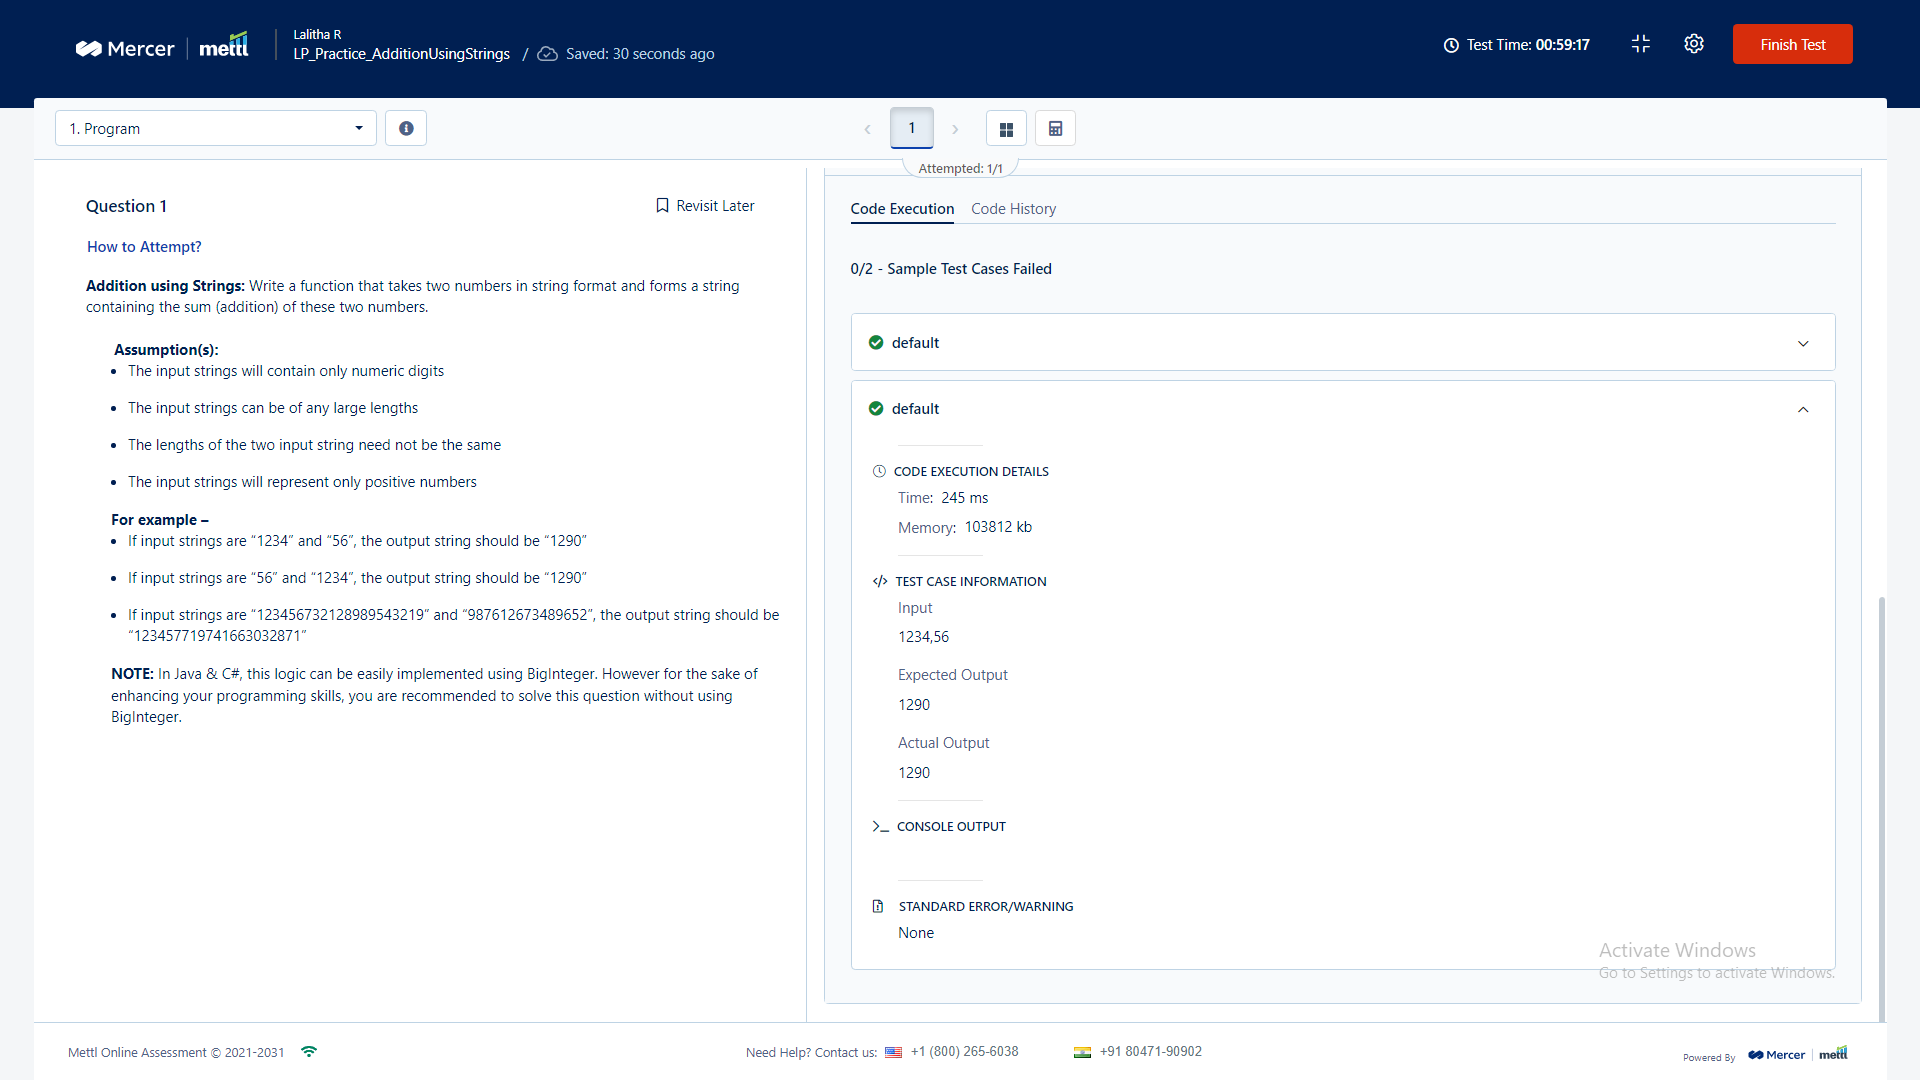 Mercer | mettl
Lalitha R
LP_Practice_AdditionUsingStrings / Saved: 30 seconds ago
Test Time: 00:59:17
Finish Test
1. Program
1
Attempted: 1/1
Question 1
Revisit Later
How to Attempt?
Addition using Strings: Write a function that takes two numbers in string format and forms a string
containing the sum (addition) of these two numbers.
Assumption(s):
• The input strings will contain only numeric digits
• The input strings can be of any large lengths
• The lengths of the two input string need not be the same
• The input strings will represent only positive numbers
For example –
• If input strings are “1234” and “56”, the output string should be “1290”
• If input strings are “56” and “1234”, the output string should be “1290”
• If input strings are “123456732128989543219” and “987612673489652”, the output string should be
“123457719741663032871”
NOTE: In Java & C#, this logic can be easily implemented using BigInteger. However for the sake of
enhancing your programming skills, you are recommended to solve this question without using
BigInteger.
Code Execution
Code History
0/2 - Sample Test Cases Failed
default
default
CODE EXECUTION DETAILS
Time: 245 ms
Memory: 103812 kb
</> TEST CASE INFORMATION
Input
1234,56
Expected Output
1290
Actual Output
1290
CONSOLE OUTPUT
STANDARD ERROR/WARNING
None
Activate Windows
Go to Settings to activate Windows.
Mettl Online Assessment © 2021-2031
Need Help? Contact us: +1 (800) 265-6038
+91 80471-90902
Powered By
Mercer | mettl